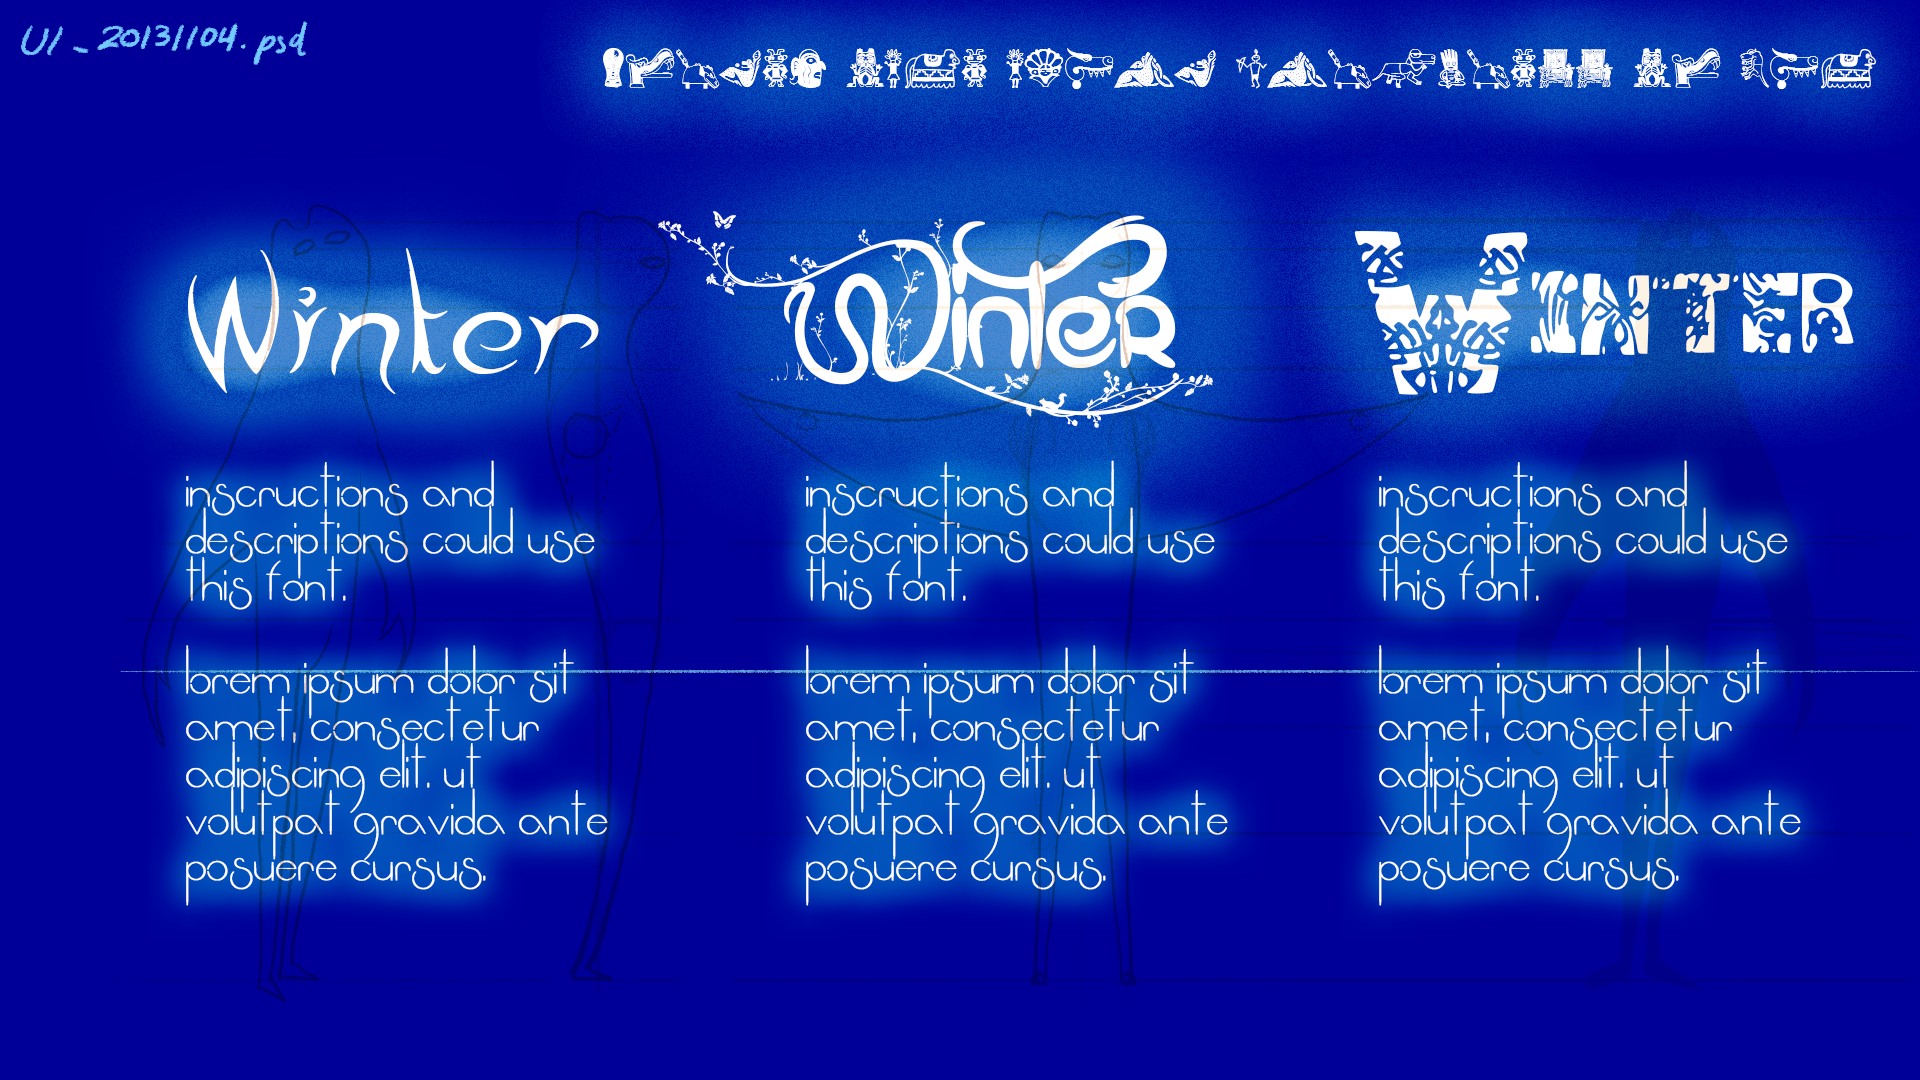 UI_20131104.psd
Winter
inscructions and
descriptions could use
this font.
lorem ipsum dolor sit
amet, consectetur
adipiscing elit. ut
volutpat gravida ante
posuere cursus.
Winter
inscructions and
descriptions could use
this font.
lorem ipsum dolor sit
amet, consectetur
adipiscing elit. ut
volutpat gravida ante
posuere cursus.
WINTER
inscructions and
descriptions could use
this font.
lorem ipsum dolor sit
amet, consectetur
adipiscing elit. ut
volutpat gravida ante
posuere cursus.